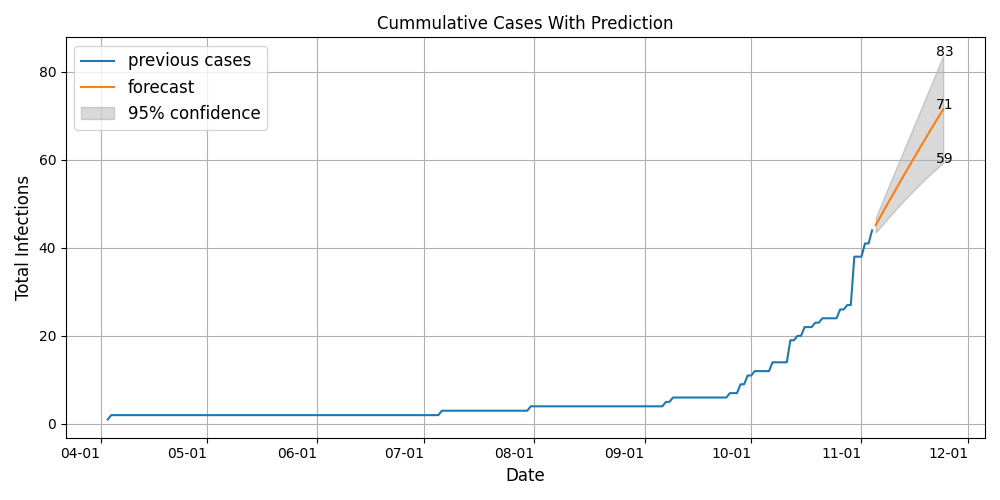 Cummulative Cases With Prediction
previous cases
forecast
95% confidence
83
71
59
Total Infections
80
60
40
20
0
04-01 05-01 06-01 07-01 08-01 09-01 10-01 11-01 12-01
Date